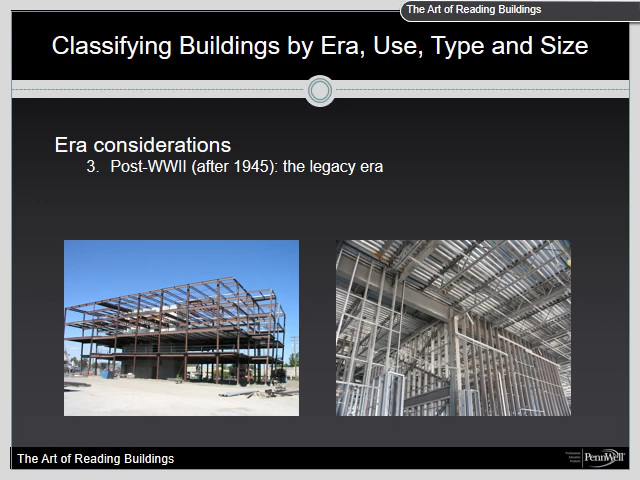 The Art of Reading Buildings
Classifying Buildings by Era, Use, Type and Size
Era considerations
3. Post-WWII (after 1945): the legacy era
The Art of Reading Buildings
PennWell